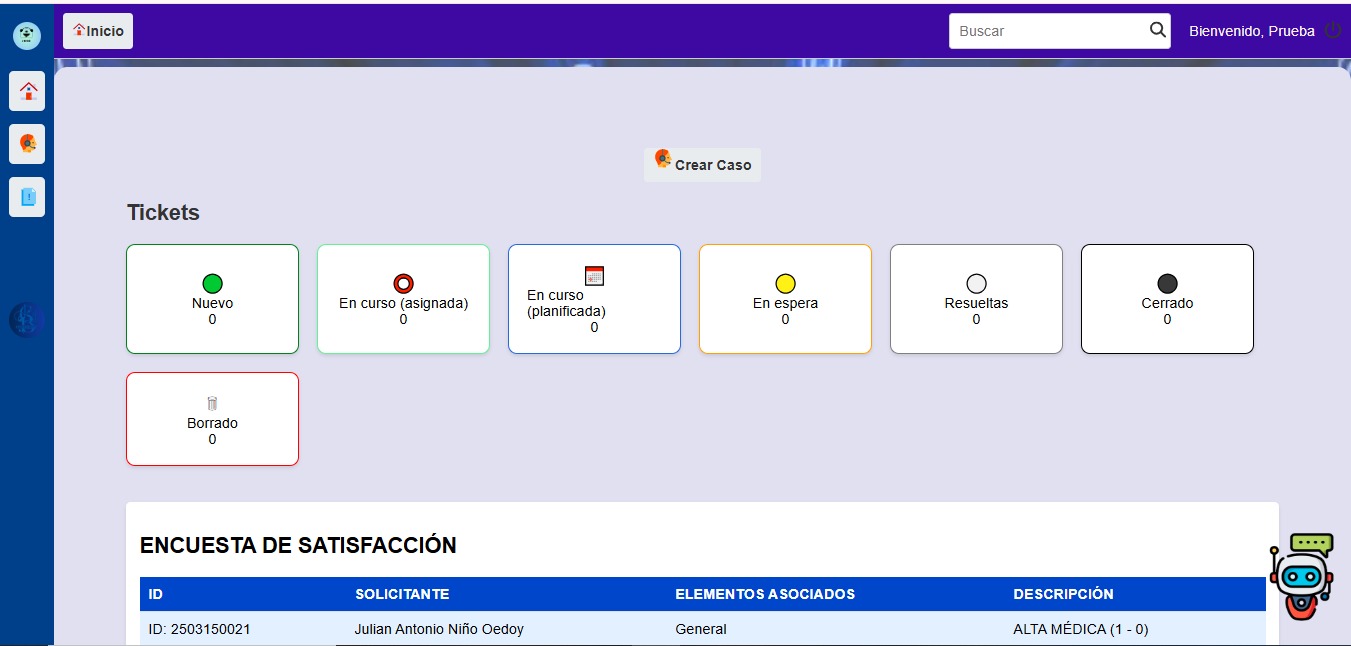 Inicio
Buscar
Bienvenido, Prueba
Crear Caso
Tickets
Nuevo
0
En curso (asignada)
0
En curso
(planificada)
0
En espera
0
Resueltas
0
Cerrado
0
Borrado
0
ENCUESTA DE SATISFACCIÓN
ID SOLICITANTE ELEMENTOS ASOCIADOS DESCRIPCIÓN
ID: 2503150021 Julian Antonio Niño Oedoy General ALTA MÉDICA (1 - 0)